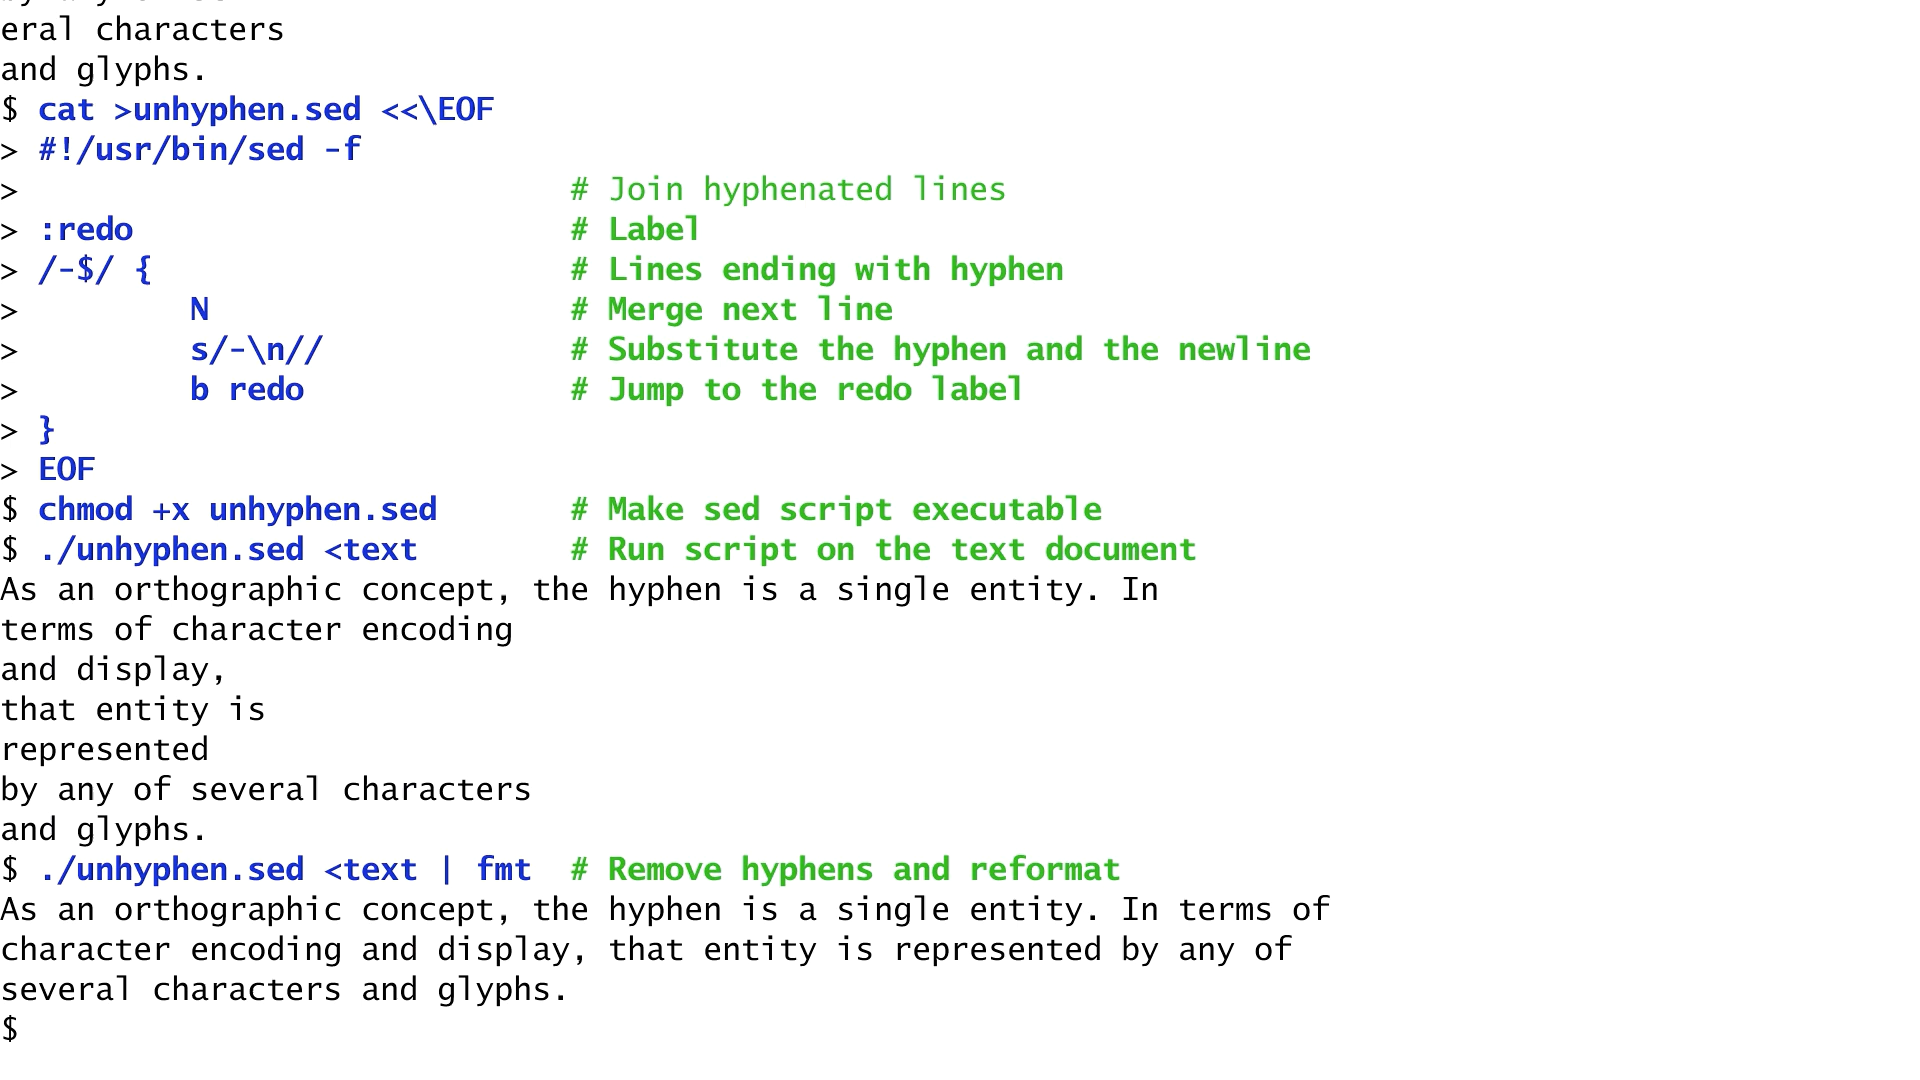 eral characters
and glyphs.
$ cat >unhyphen.sed <<\EOF
> #!/usr/bin/sed -f
>                             # Join hyphenated lines
> :redo                       # Label
> /-$/ {                      # Lines ending with hyphen
>         N                   # Merge next line
>         s/-\n//             # Substitute the hyphen and the newline
>         b redo              # Jump to the redo label
> }
> EOF
$ chmod +x unhyphen.sed       # Make sed script executable
$ ./unhyphen.sed <text        # Run script on the text document
As an orthographic concept, the hyphen is a single entity. In
terms of character encoding
and display,
that entity is
represented
by any of several characters
and glyphs.
$ ./unhyphen.sed <text | fmt  # Remove hyphens and reformat
As an orthographic concept, the hyphen is a single entity. In terms of
character encoding and display, that entity is represented by any of
several characters and glyphs.
$